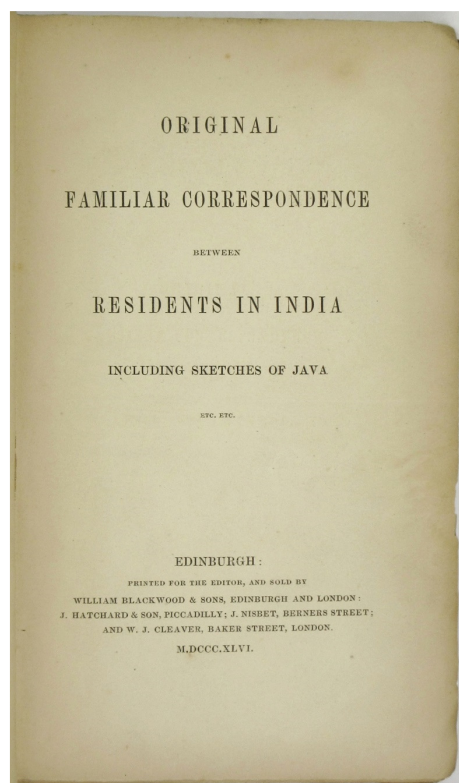 ORIGINAL
FAMILIAR CORRESPONDENCE
BETWEEN
RESIDENTS IN INDIA
INCLUDING SKETCHES OF JAVA
ETC. ETC.
EDINBURGH:
PRINTED FOR THE EDITOR, AND SOLD BY
WILLIAM BLACKWOOD & SONS, EDINBURGH AND LONDON:
J. HATCHARD & SON, PICCADILLY; J. NISBET, BERNERS STREET;
AND W. J. CLEAVER, BAKER STREET, LONDON.
M.DCCC.XLVI.